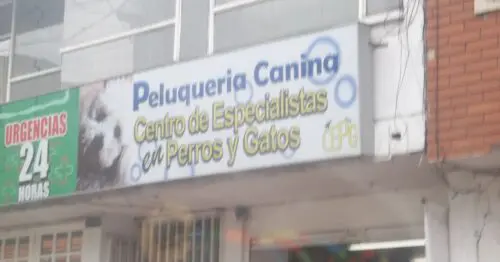 URGENCIAS
24
HORAS
Peluqueria Canina
Centro de Especialistas
en Perros y Gatos